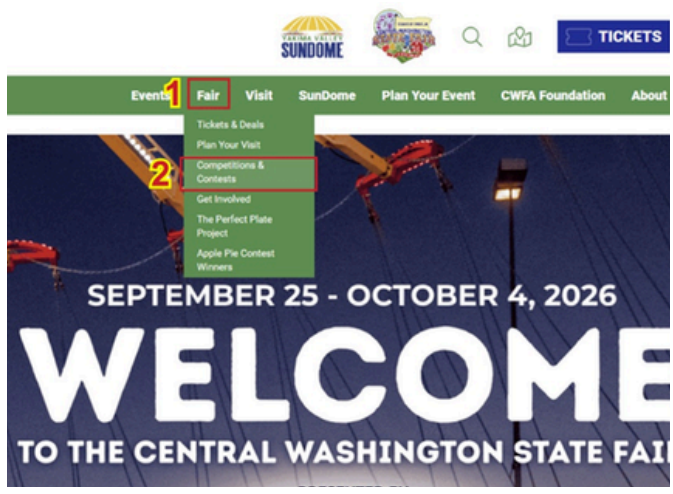 YAKIMA VALLEY
SUNDOME
TICKETS
1
Events Fair Visit SunDome Plan Your Event CWFA Foundation About
Tickets & Deals
Plan Your Visit
2
Competitions &
Contests
Get Involved
The Perfect Plate
Project
Apple Pie Contest
Winners
SEPTEMBER 25 - OCTOBER 4, 2026
WELCOME
TO THE CENTRAL WASHINGTON STATE FAI